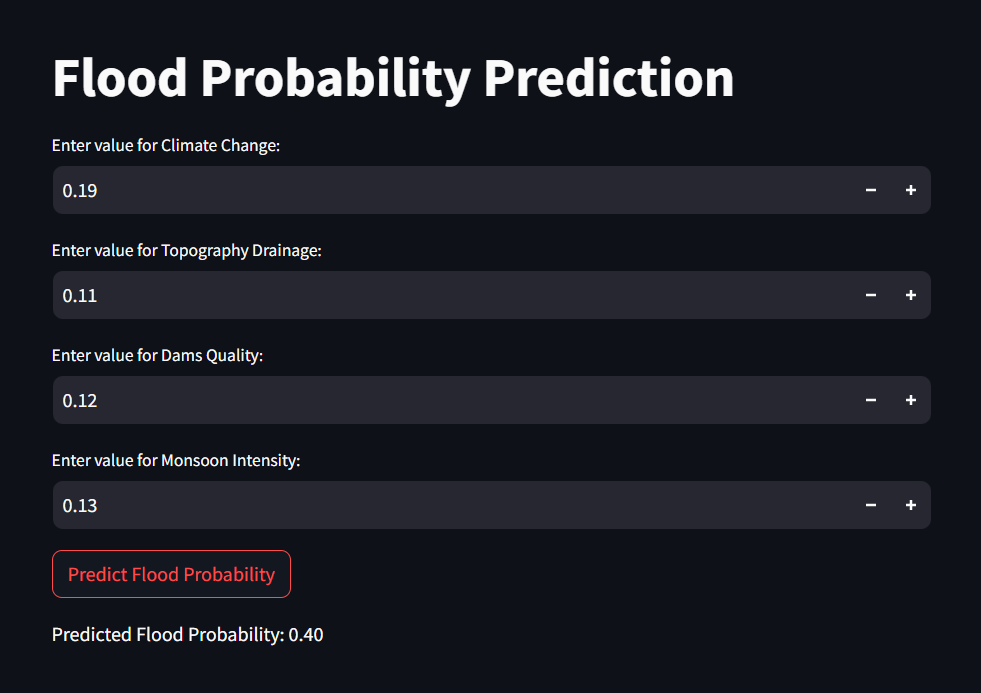 Flood Probability Prediction
Enter value for Climate Change:
0.19
Enter value for Topography Drainage:
0.11
Enter value for Dams Quality:
0.12
Enter value for Monsoon Intensity:
0.13
Predict Flood Probability
Predicted Flood Probability: 0.40